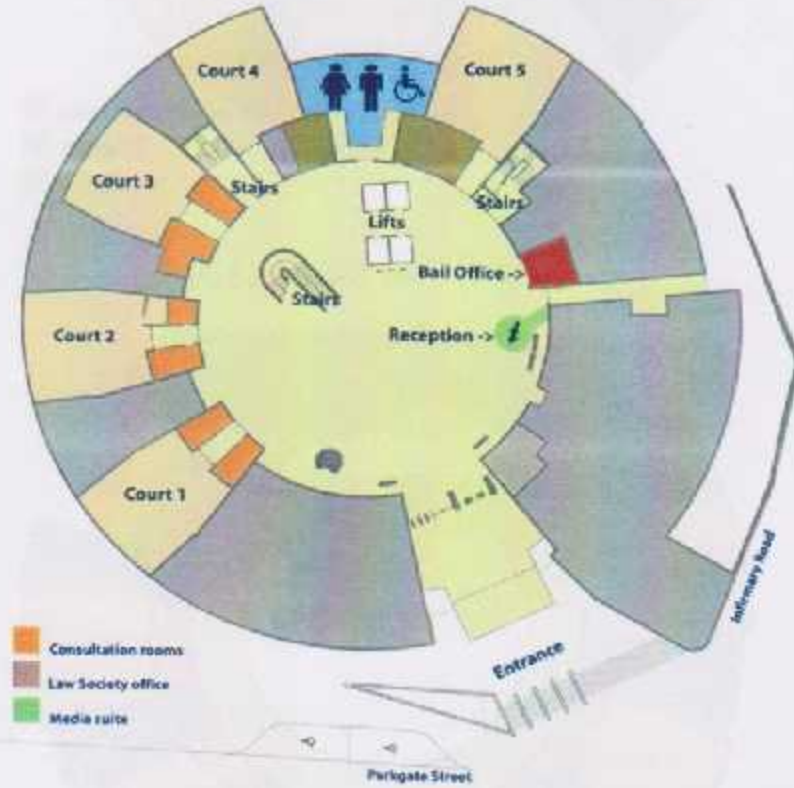 Court 4
Court 5
Court 3
Stairs
Stairs
Lifts
Bail Office ->
Stairs
Court 2
Reception ->
i
Court 1
Infirmary Road
Consultation rooms
Law Society office
Media suite
Entrance
Parkgate Street